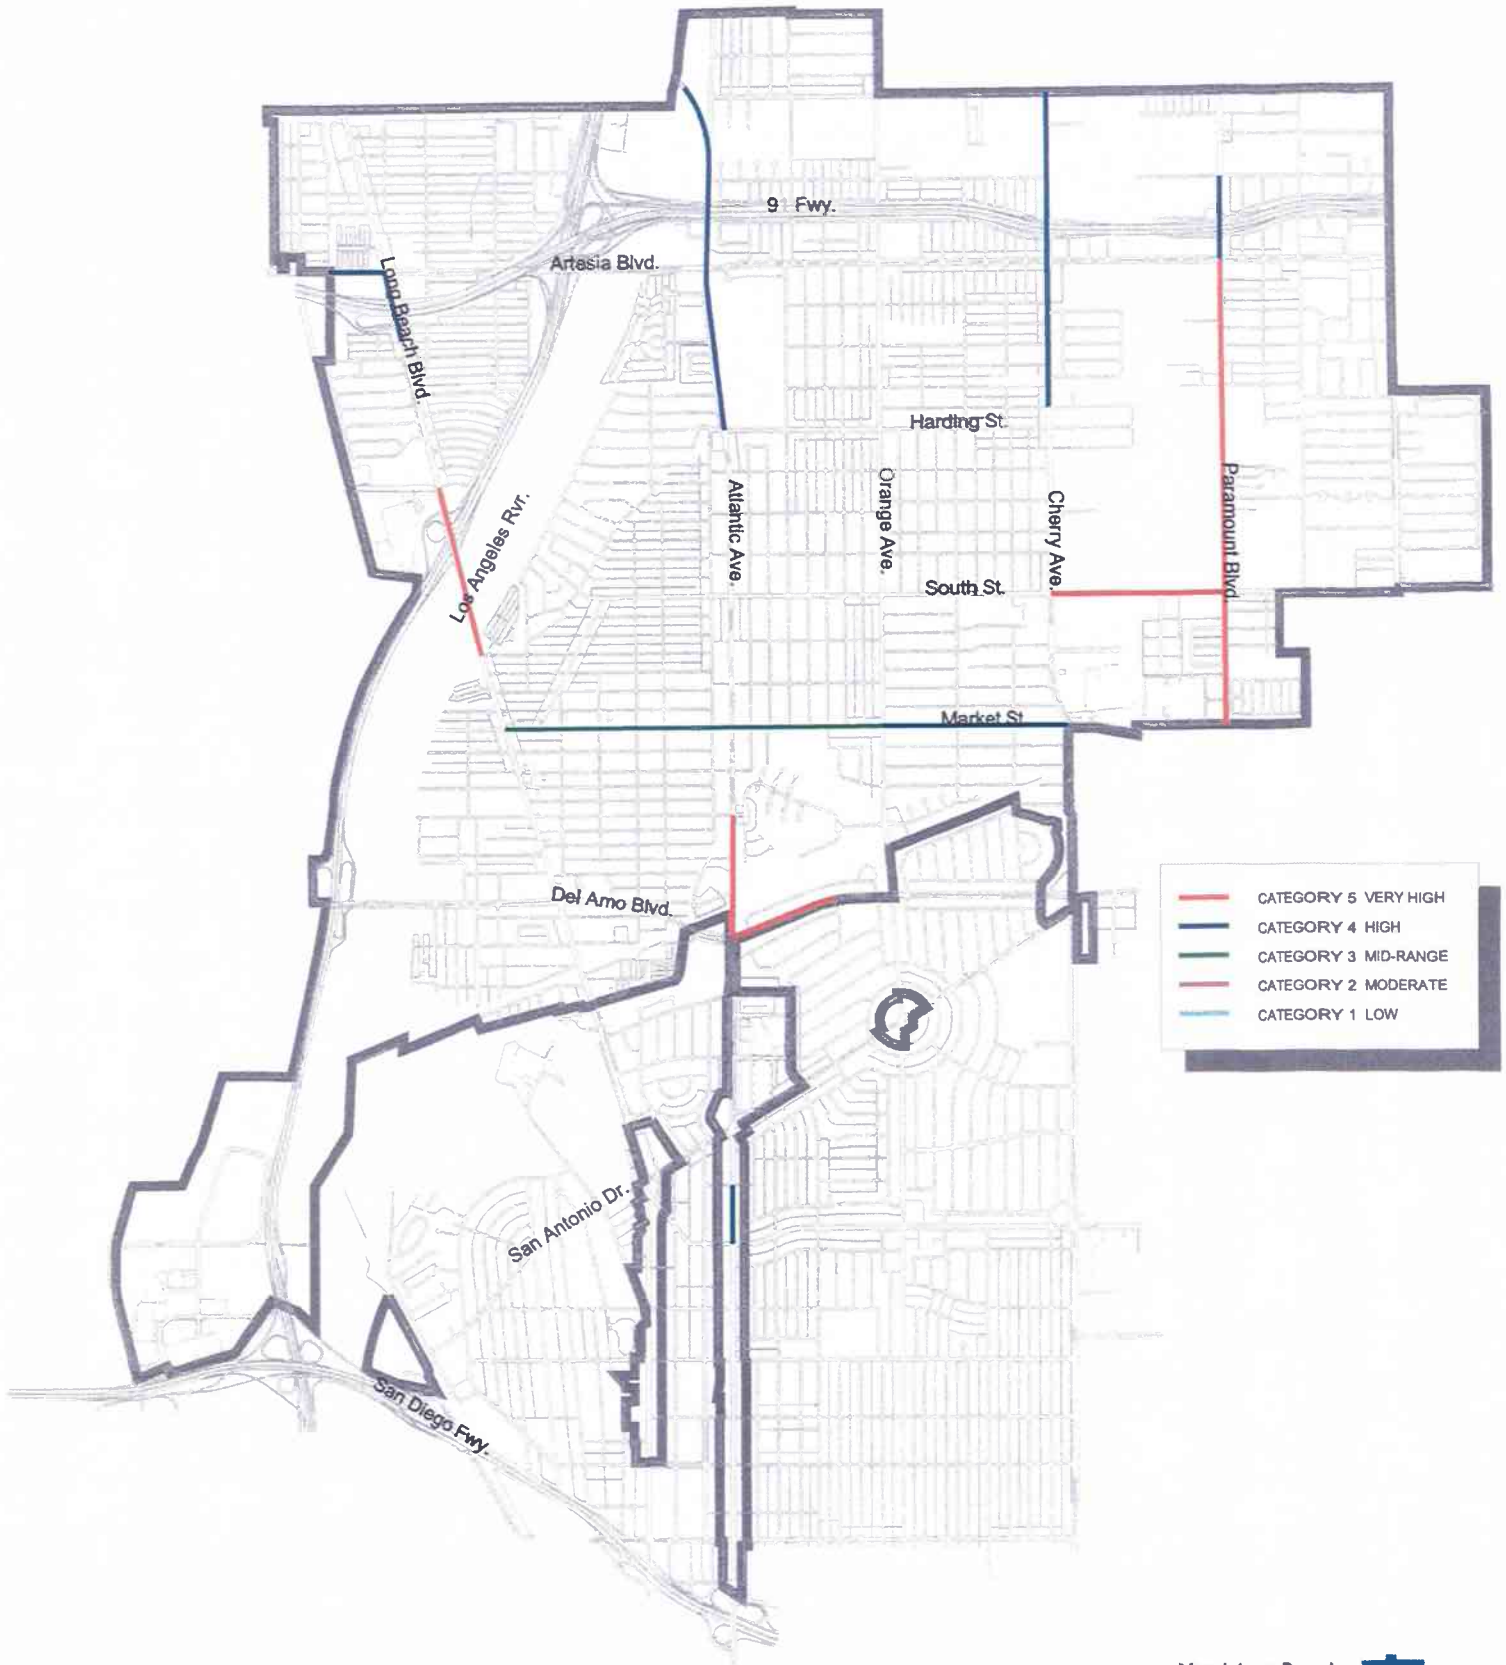 9 Fwy.
Artesia Blvd.
Long Beach Blvd.
Harding St.
Los Angeles Rvr.
Atlantic Ave.
Orange Ave.
Cherry Ave.
Paramount Blvd.
South St.
Market St
Del Amo Blvd.
CATEGORY 5 VERY HIGH
CATEGORY 4 HIGH
CATEGORY 3 MID-RANGE
CATEGORY 2 MODERATE
CATEGORY 1 LOW
San Antonio Dr.
San Diego Fwy.